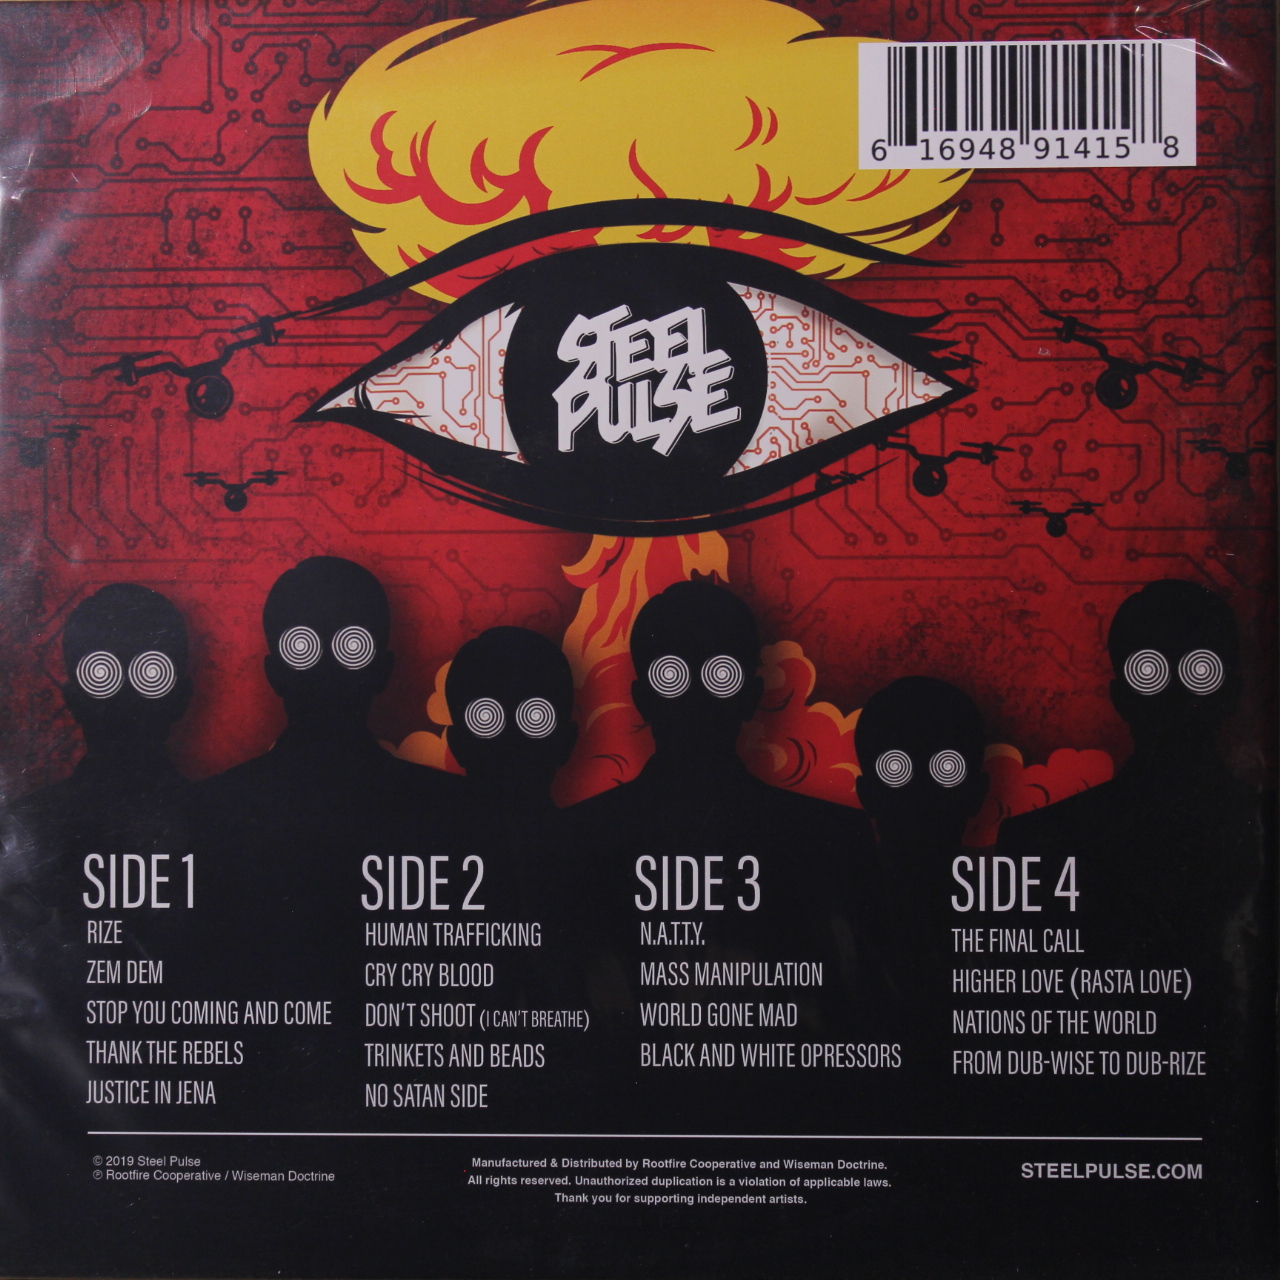 6 16948 91415 8
STEEL
PULSE
SIDE 1
RIZE
ZEM DEM
STOP YOU COMING AND COME
THANK THE REBELS
JUSTICE IN JENA
SIDE 2
HUMAN TRAFFICKING
CRY CRY BLOOD
DON'T SHOOT (I CAN'T BREATHE)
TRINKETS AND BEADS
NO SATAN SIDE
SIDE 3
N.A.T.T.Y.
MASS MANIPULATION
WORLD GONE MAD
BLACK AND WHITE OPRESSORS
SIDE 4
THE FINAL CALL
HIGHER LOVE (RASTA LOVE)
NATIONS OF THE WORLD
FROM DUB-WISE TO DUB-RIZE
© 2019 Steel Pulse
℗ Rootfire Cooperative / Wiseman Doctrine
Manufactured & Distributed by Rootfire Cooperative and Wiseman Doctrine.
All rights reserved. Unauthorized duplication is a violation of applicable laws.
Thank you for supporting independent artists.
STEELPULSE.COM